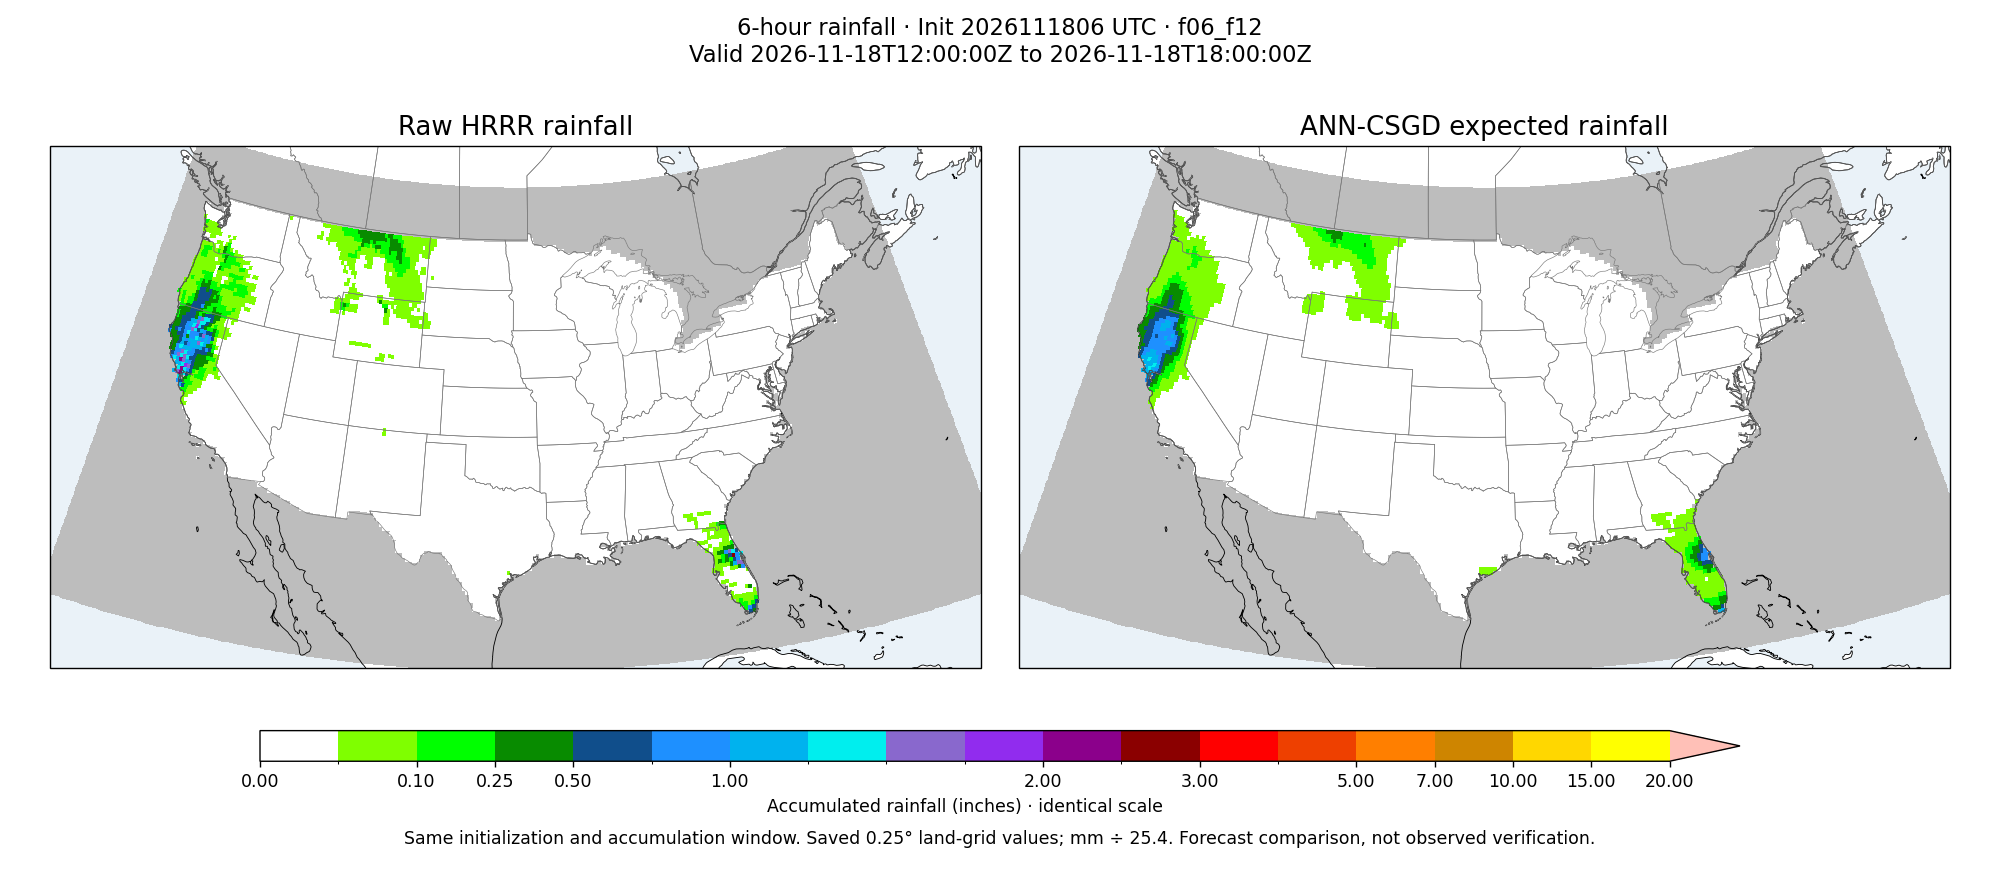 6-hour rainfall · Init 2026111806 UTC · f06_f12
Valid 2026-11-18T12:00:00Z to 2026-11-18T18:00:00Z
Raw HRRR rainfall
ANN-CSGD expected rainfall
0.00 0.10 0.25 0.50 1.00 2.00 3.00 5.00 7.00 10.00 15.00 20.00
Accumulated rainfall (inches) · identical scale
Same initialization and accumulation window. Saved 0.25° land-grid values; mm ÷ 25.4. Forecast comparison, not observed verification.